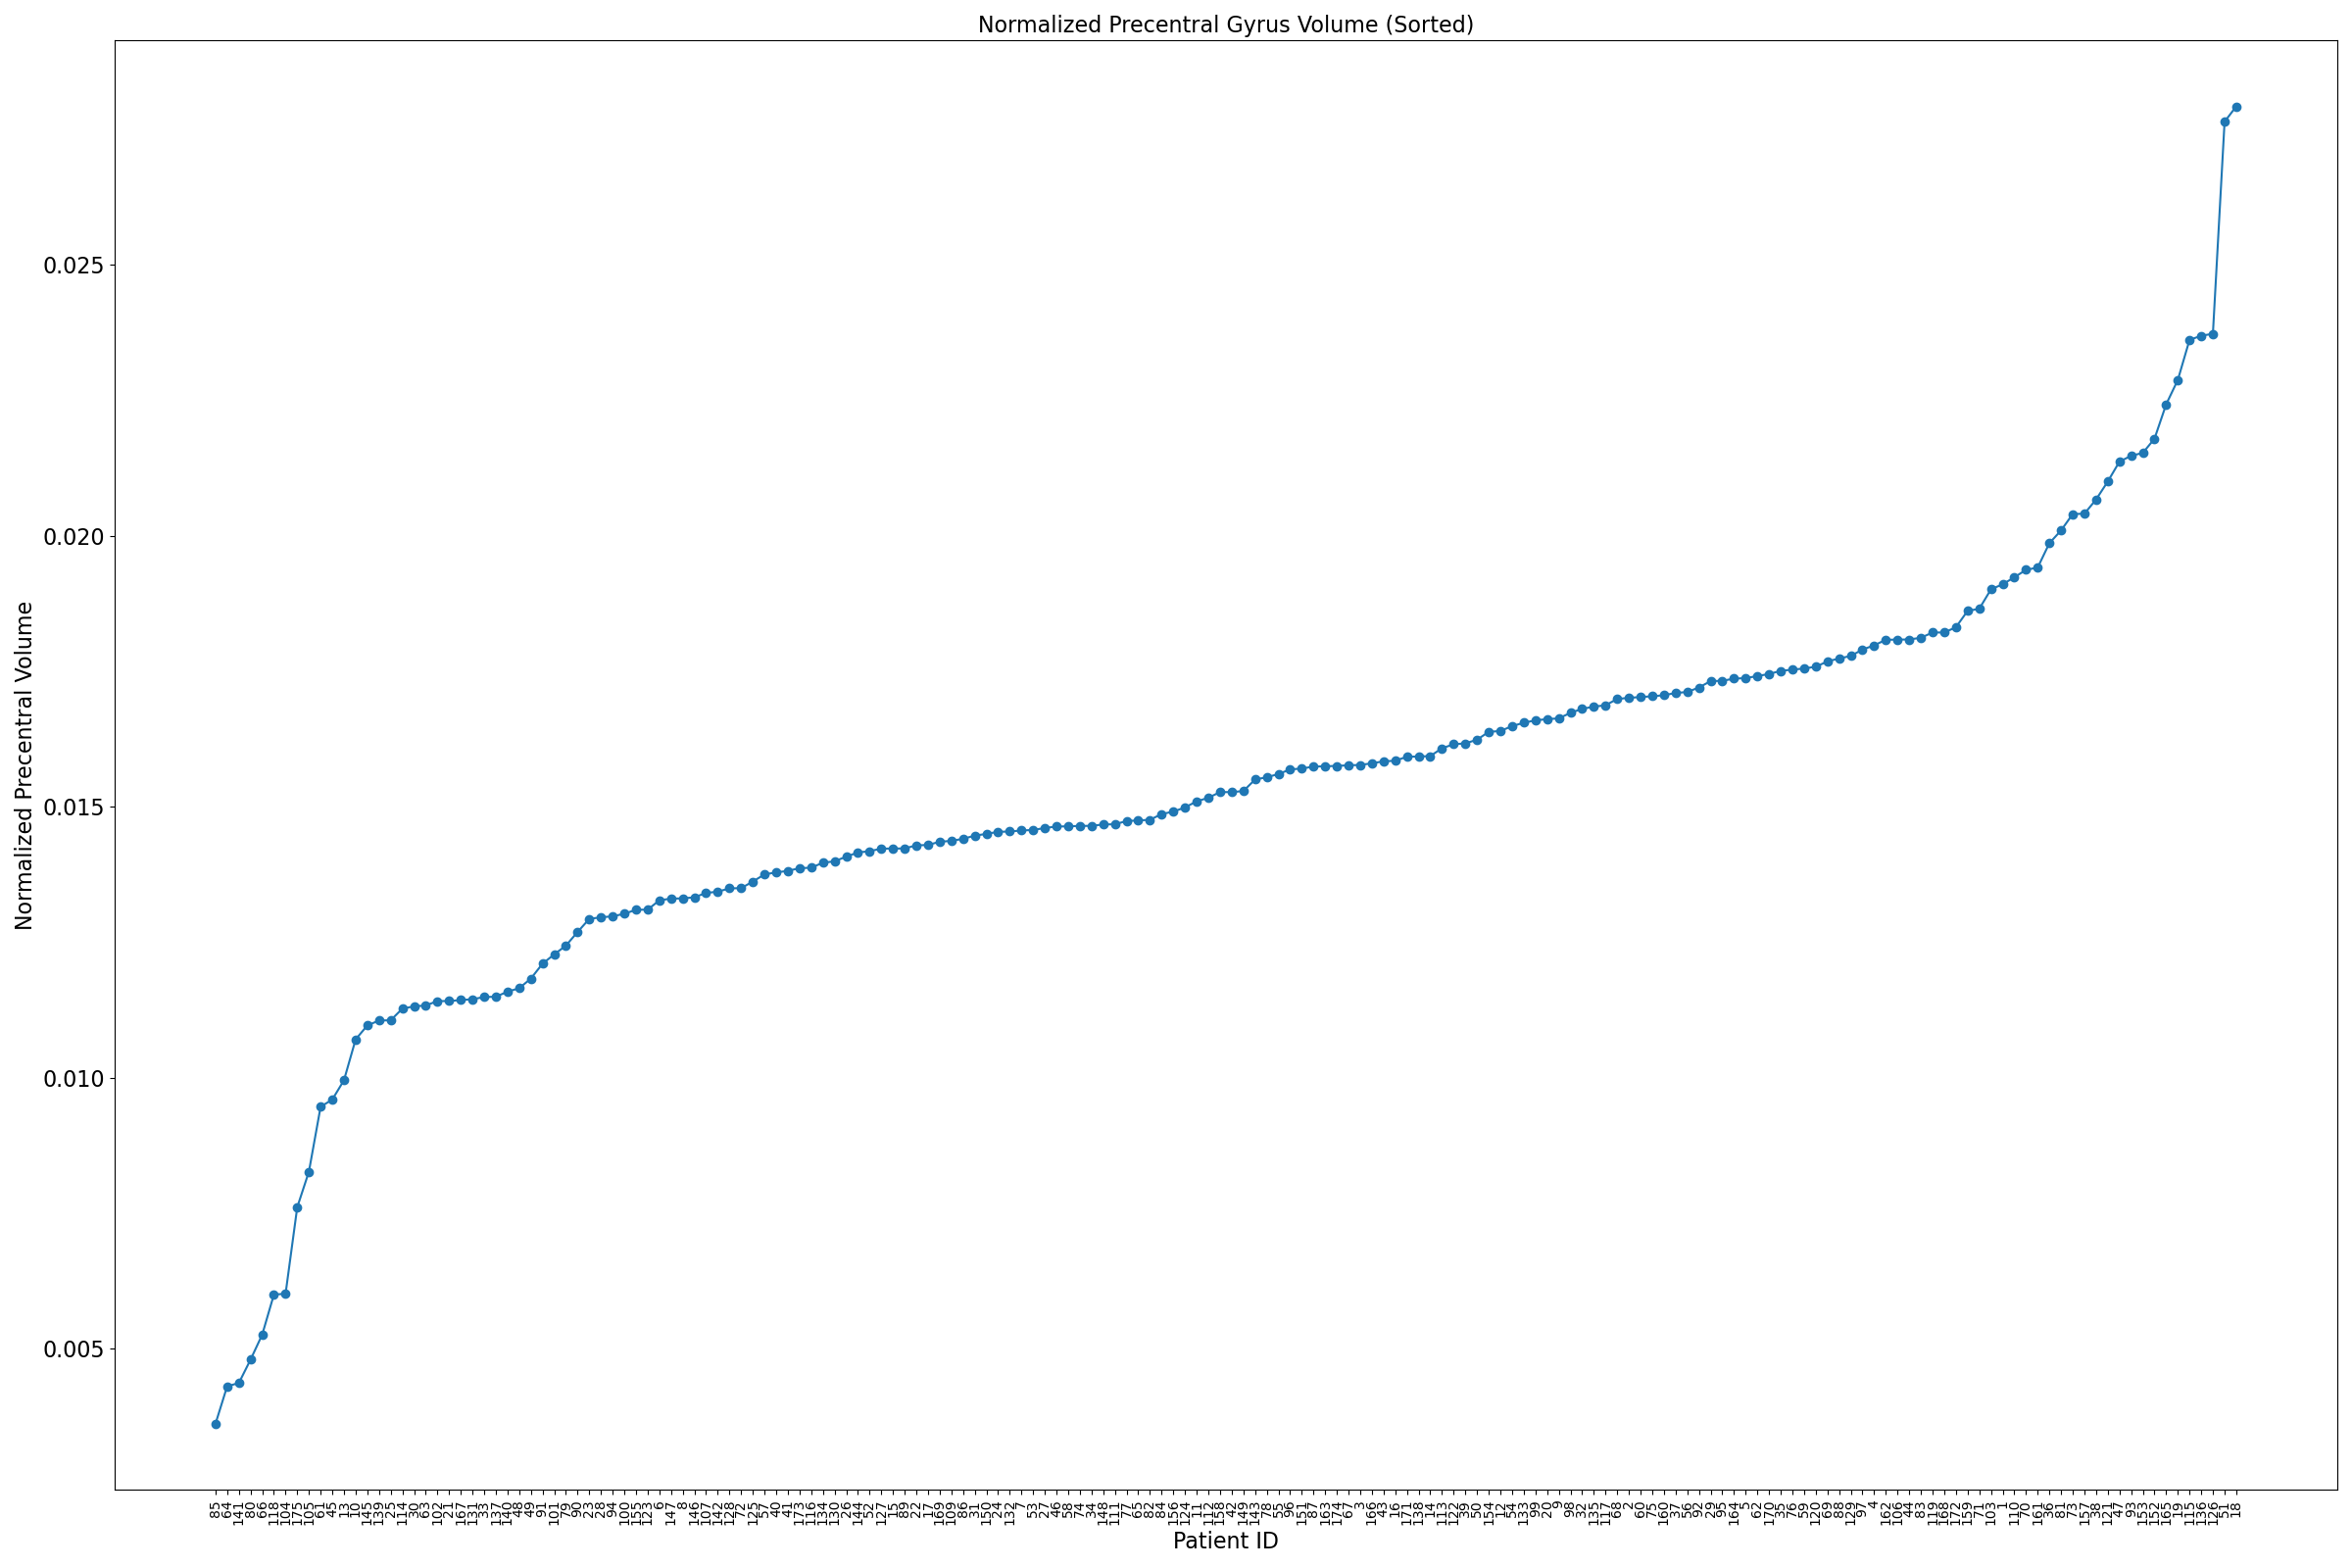 Normalized Precentral Gyrus Volume (Sorted)
Normalized Precentral Volume
0.025
0.020
0.015
0.010
0.005
85 64 141 80 66 118 104 175 105 61 45 13 10 145 139 25 114 30 63 102 21 167 131 33 137 140 48 49 91 101 79 90 23 28 94 100 155 123 6 147 8 146 107 142 128 72 125 57 40 41 173 116 134 130 26 144 52 127 15 89 22 17 169 109 86 31 150 24 132 7 53 27 46 58 74 34 148 111 77 65 82 84 156 124 11 112 158 42 149 143 78 55 96 151 87 163 174 67 3 166 43 16 171 138 14 113 122 39 50 154 12 54 133 99 20 9 98 32 135 117 68 2 60 75 160 37 56 92 29 95 164 5 62 170 35 76 59 120 69 88 129 97 4 162 106 44 83 119 168 172 159 71 103 1 110 70 161 36 81 73 157 38 121 47 93 153 152 165 19 115 136 126 51 18
Patient ID